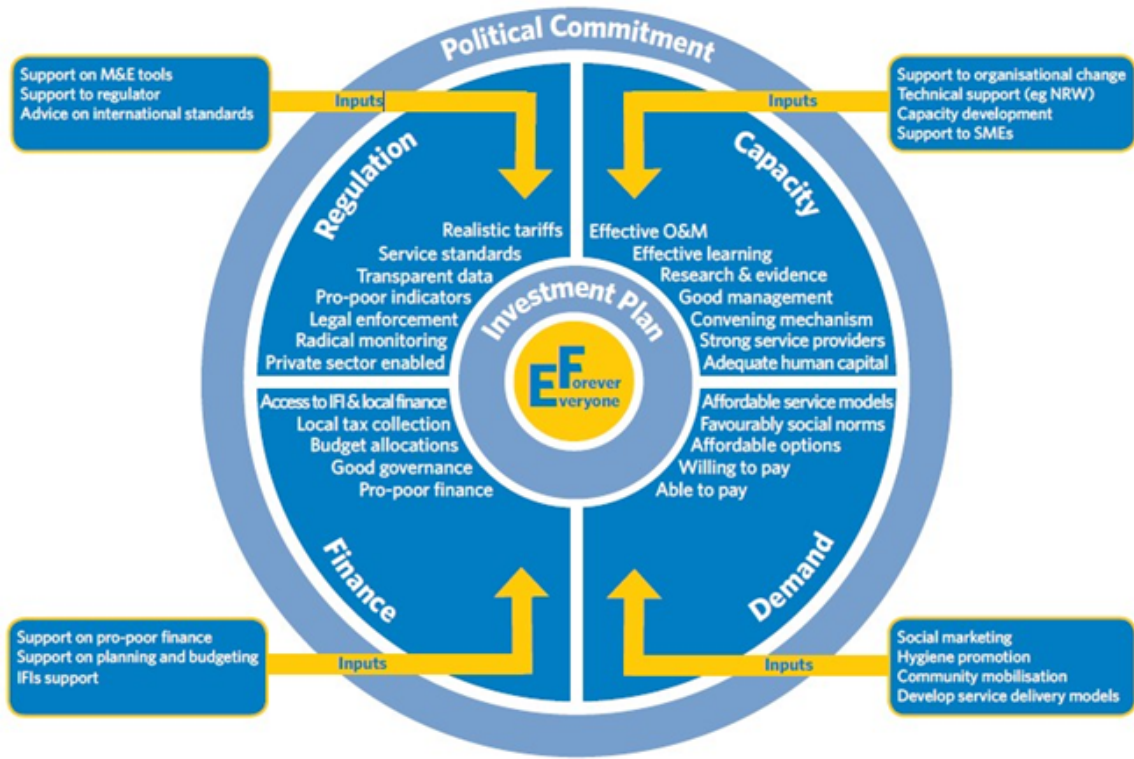 Political Commitment
Support on M&E tools
Support to regulator
Advice on international standards
Inputs
Support to organisational change
Technical support (eg NRW)
Capacity development
Support to SMEs
Inputs
Regulation
Realistic tariffs
Service standards
Transparent data
Pro-poor indicators
Legal enforcement
Radical monitoring
Private sector enabled
Capacity
Effective O&M
Effective learning
Research & evidence
Good management
Convening mechanism
Strong service providers
Adequate human capital
Investment Plan
Forever
Everyone
Access to IFI & local finance
Local tax collection
Budget allocations
Good governance
Pro-poor finance
Finance
Affordable service models
Favourably social norms
Affordable options
Willing to pay
Able to pay
Demand
Support on pro-poor finance
Support on planning and budgeting
IFIs support
Inputs
Social marketing
Hygiene promotion
Community mobilisation
Develop service delivery models
Inputs